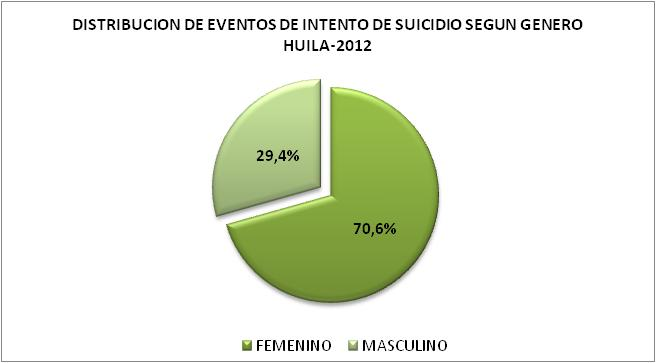 DISTRIBUCION DE EVENTOS DE INTENTO DE SUICIDIO SEGUN GENERO
HUILA-2012
29,4%
70,6%
FEMENINO MASCULINO